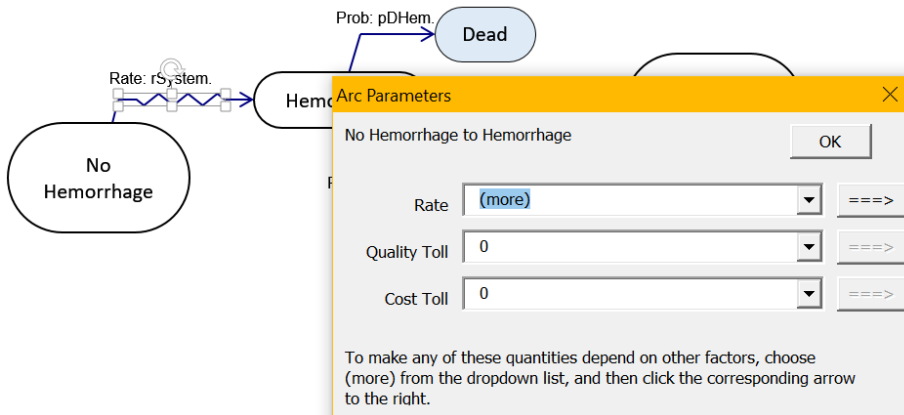 Prob: pDHem.
Dead
Rate: rSystem.
No
Hemorrhage
Arc Parameters
No Hemorrhage to Hemorrhage
OK
Rate
(more)
===>
Quality Toll
0
===>
Cost Toll
0
===>
To make any of these quantities depend on other factors, choose
(more) from the dropdown list, and then click the corresponding arrow
to the right.